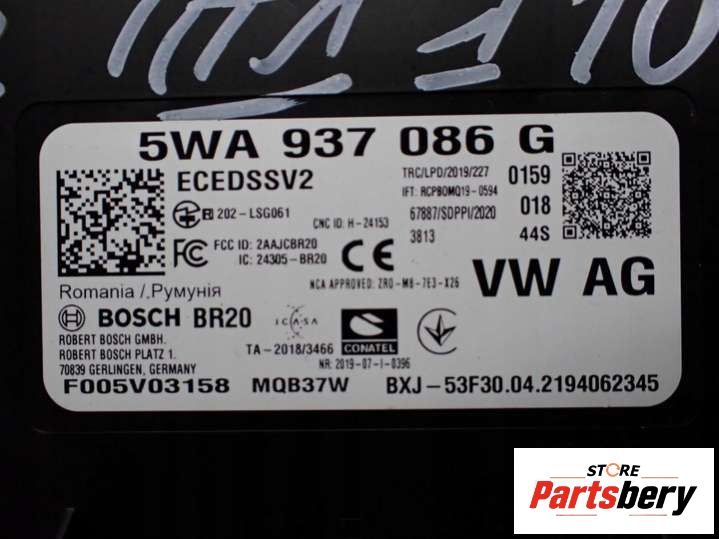 110
5WA 937 086 G
ECEDSSV2
TRC/LPD/2019/227
0159
IFT: RCPBOMQ19-0594
R 202-LSG061
67887/SDPPI/2020
018
CNC ID: H-24153
3813
44S
FCC ID: 2AAJCBR20
IC: 24305-BR20
CE
NCA APPROVED: ZRO-M8-7E3-X26
VW AG
Romania / Румунія
BOSCH BR20
ICASA
ROBERT BOSCH GMBH.
ROBERT BOSCH PLATZ 1.
70839 GERLINGEN, GERMANY
TA-2018/3466
CONATEL
NR: 2019-07-I-0396
F005V03158
MQB37W
BXJ-53F30.04.2194062345
STORE
Partsbery